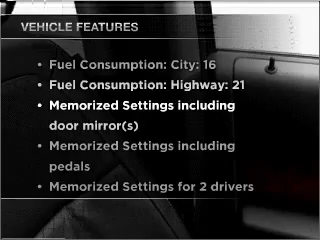 VEHICLE FEATURES
• Fuel Consumption: City: 16
• Fuel Consumption: Highway: 21
• Memorized Settings including
door mirror(s)
• Memorized Settings including
pedals
• Memorized Settings for 2 drivers